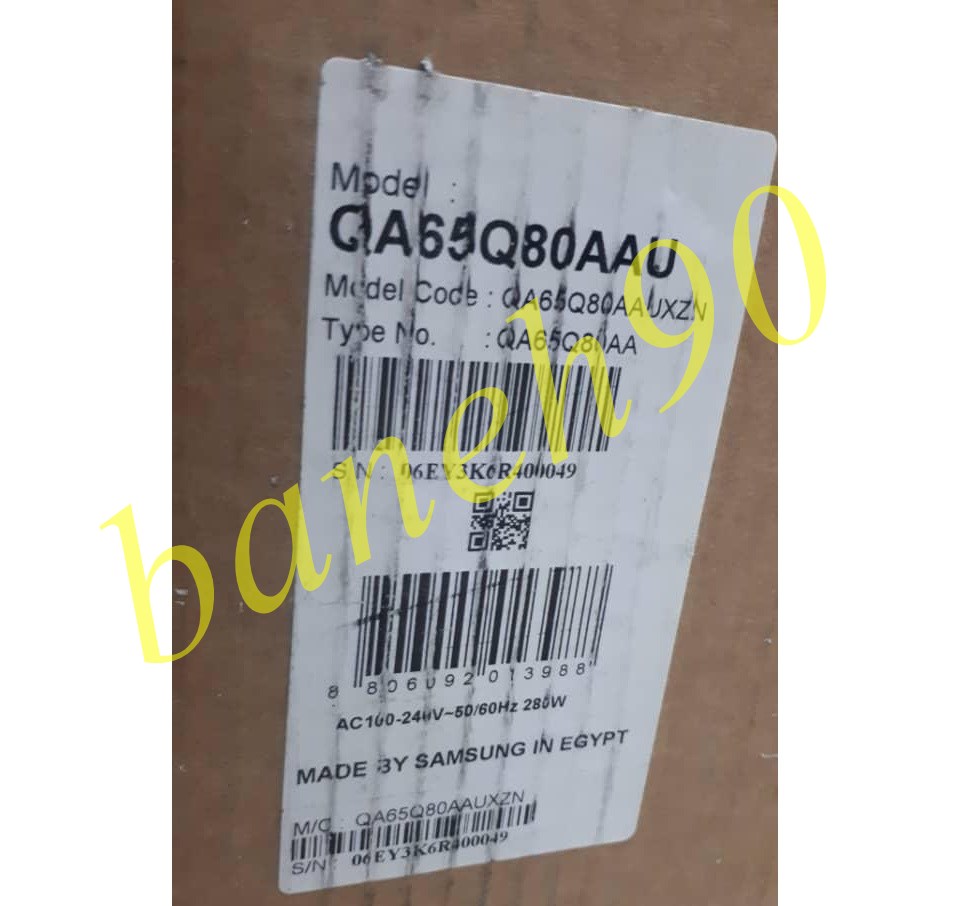 Model :
QA65Q80AAU
Model Code : QA65Q80AAUXZN
Type No. : QA65Q80AA
S/N : 06EY3K6R400049
8 806092 013988
AC100-240V~50/60Hz 280W
MADE BY SAMSUNG IN EGYPT
M/C : QA65Q80AAUXZN
S/N : 06EY3K6R400049
baneh90